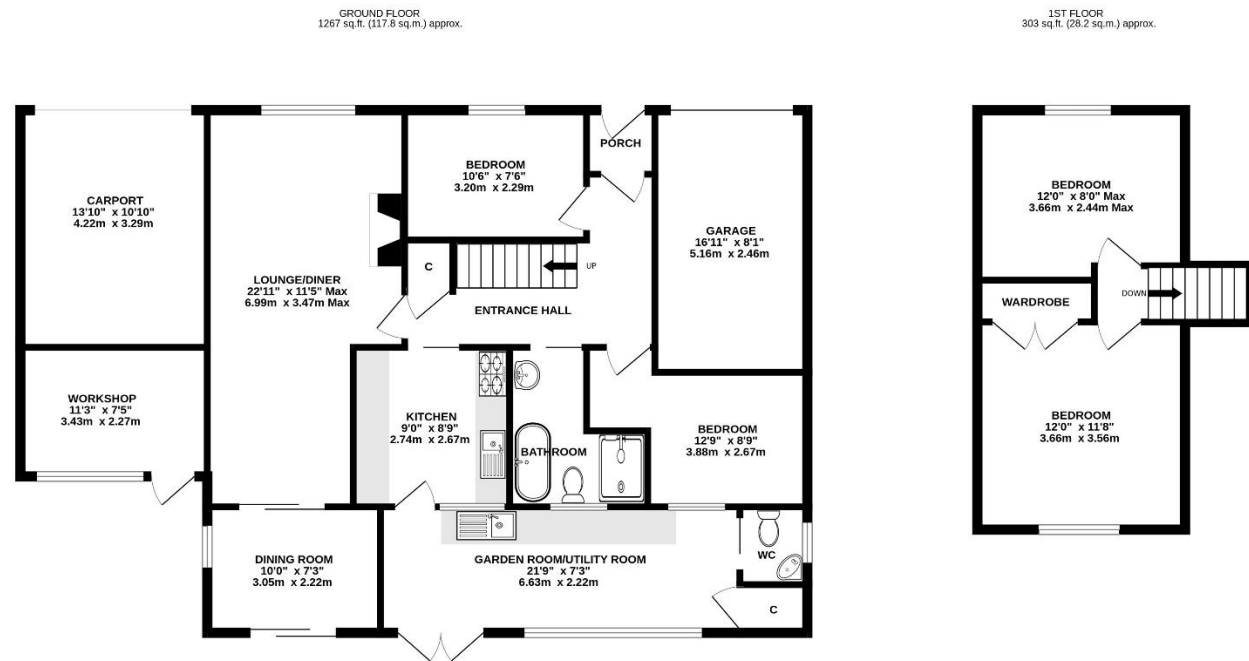 GROUND FLOOR
1267 sq.ft. (117.8 sq.m.) approx.
1ST FLOOR
303 sq.ft. (28.2 sq.m.) approx.
CARPORT
13'10" x 10'10"
4.22m x 3.29m
LOUNGE/DINER
22'11" x 11'5" Max
6.99m x 3.47m Max
BEDROOM
10'6" x 7'6"
3.20m x 2.29m
PORCH
GARAGE
16'11" x 8'1"
5.16m x 2.46m
C
UP
ENTRANCE HALL
WORKSHOP
11'3" x 7'5"
3.43m x 2.27m
KITCHEN
9'0" x 8'9"
2.74m x 2.67m
BATHROOM
BEDROOM
12'9" x 8'9"
3.88m x 2.67m
DINING ROOM
10'0" x 7'3"
3.05m x 2.22m
GARDEN ROOM/UTILITY ROOM
21'9" x 7'3"
6.63m x 2.22m
WC
C
BEDROOM
12'0" x 8'0" Max
3.66m x 2.44m Max
DOWN
WARDROBE
BEDROOM
12'0" x 11'8"
3.66m x 3.56m